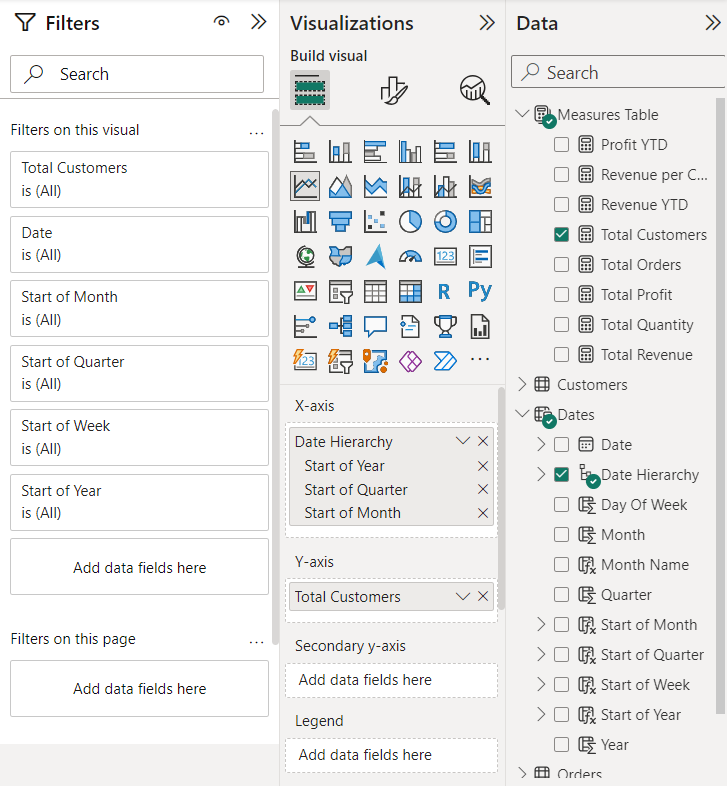 Filters
Search
Filters on this visual
...
Total Customers
is (All)
Date
is (All)
Start of Month
is (All)
Start of Quarter
is (All)
Start of Week
is (All)
Start of Year
is (All)
Add data fields here
Filters on this page
...
Add data fields here
Visualizations
Build visual
123
R
Py
123
...
X-axis
Date Hierarchy
Start of Year
Start of Quarter
Start of Month
Y-axis
Total Customers
Secondary y-axis
Add data fields here
Legend
Add data fields here
Data
Search
Measures Table
Profit YTD
Revenue per C...
Revenue YTD
Total Customers
Total Orders
Total Profit
Total Quantity
Total Revenue
Customers
Dates
Date
Date Hierarchy
Day Of Week
Month
Month Name
Quarter
Start of Month
Start of Quarter
Start of Week
Start of Year
Year
Orders